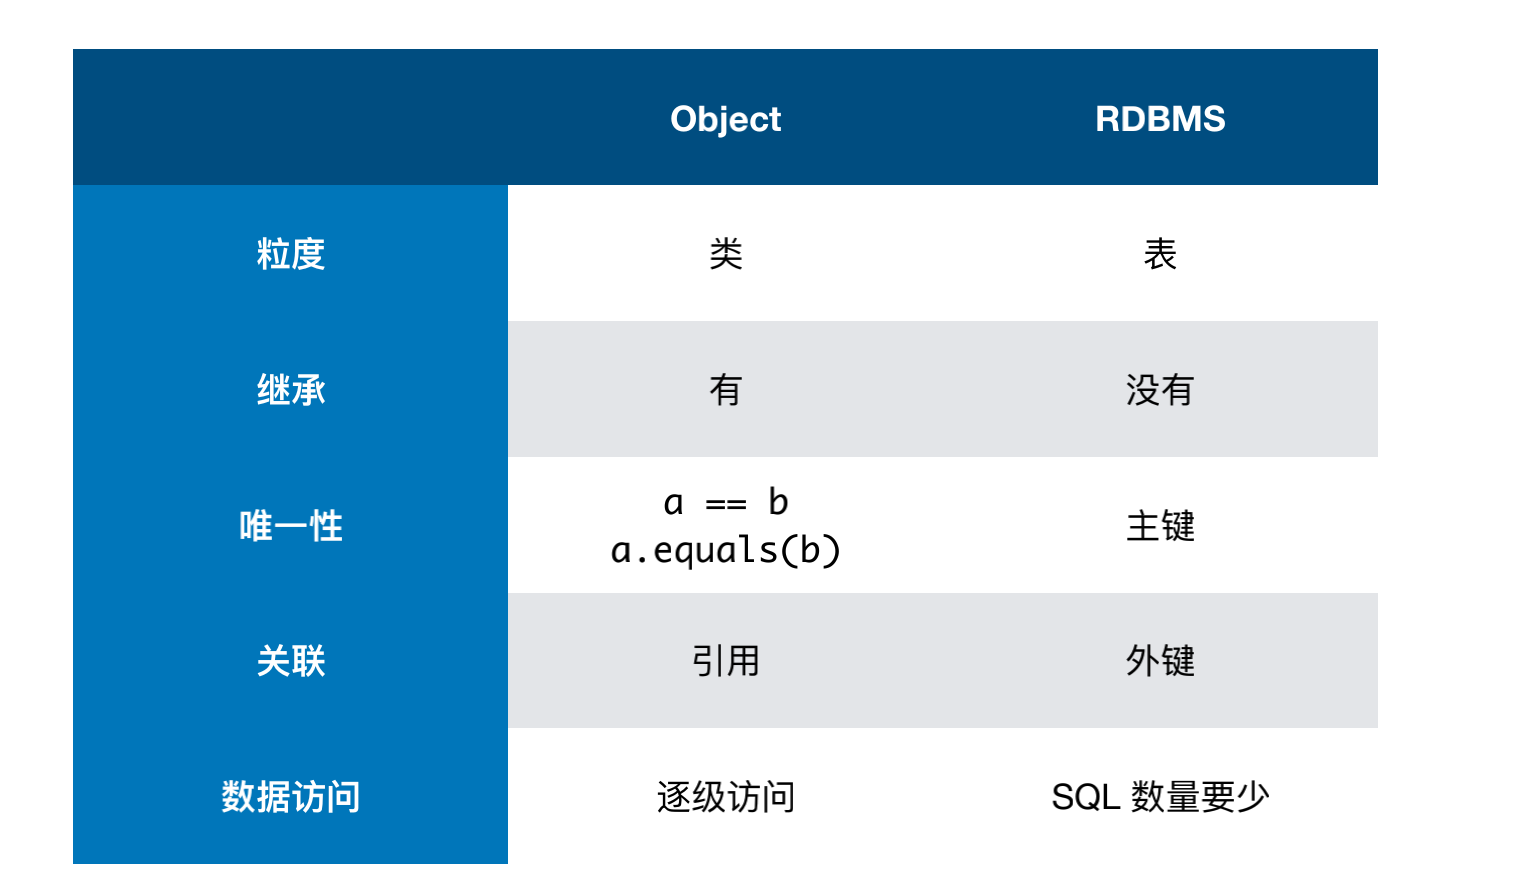 Object RDBMS
粒度 类 表
继承 有 没有
唯一性 a == b 主键
a.equals(b)
关联 引用 外键
数据访问 逐级访问 SQL 数量要少